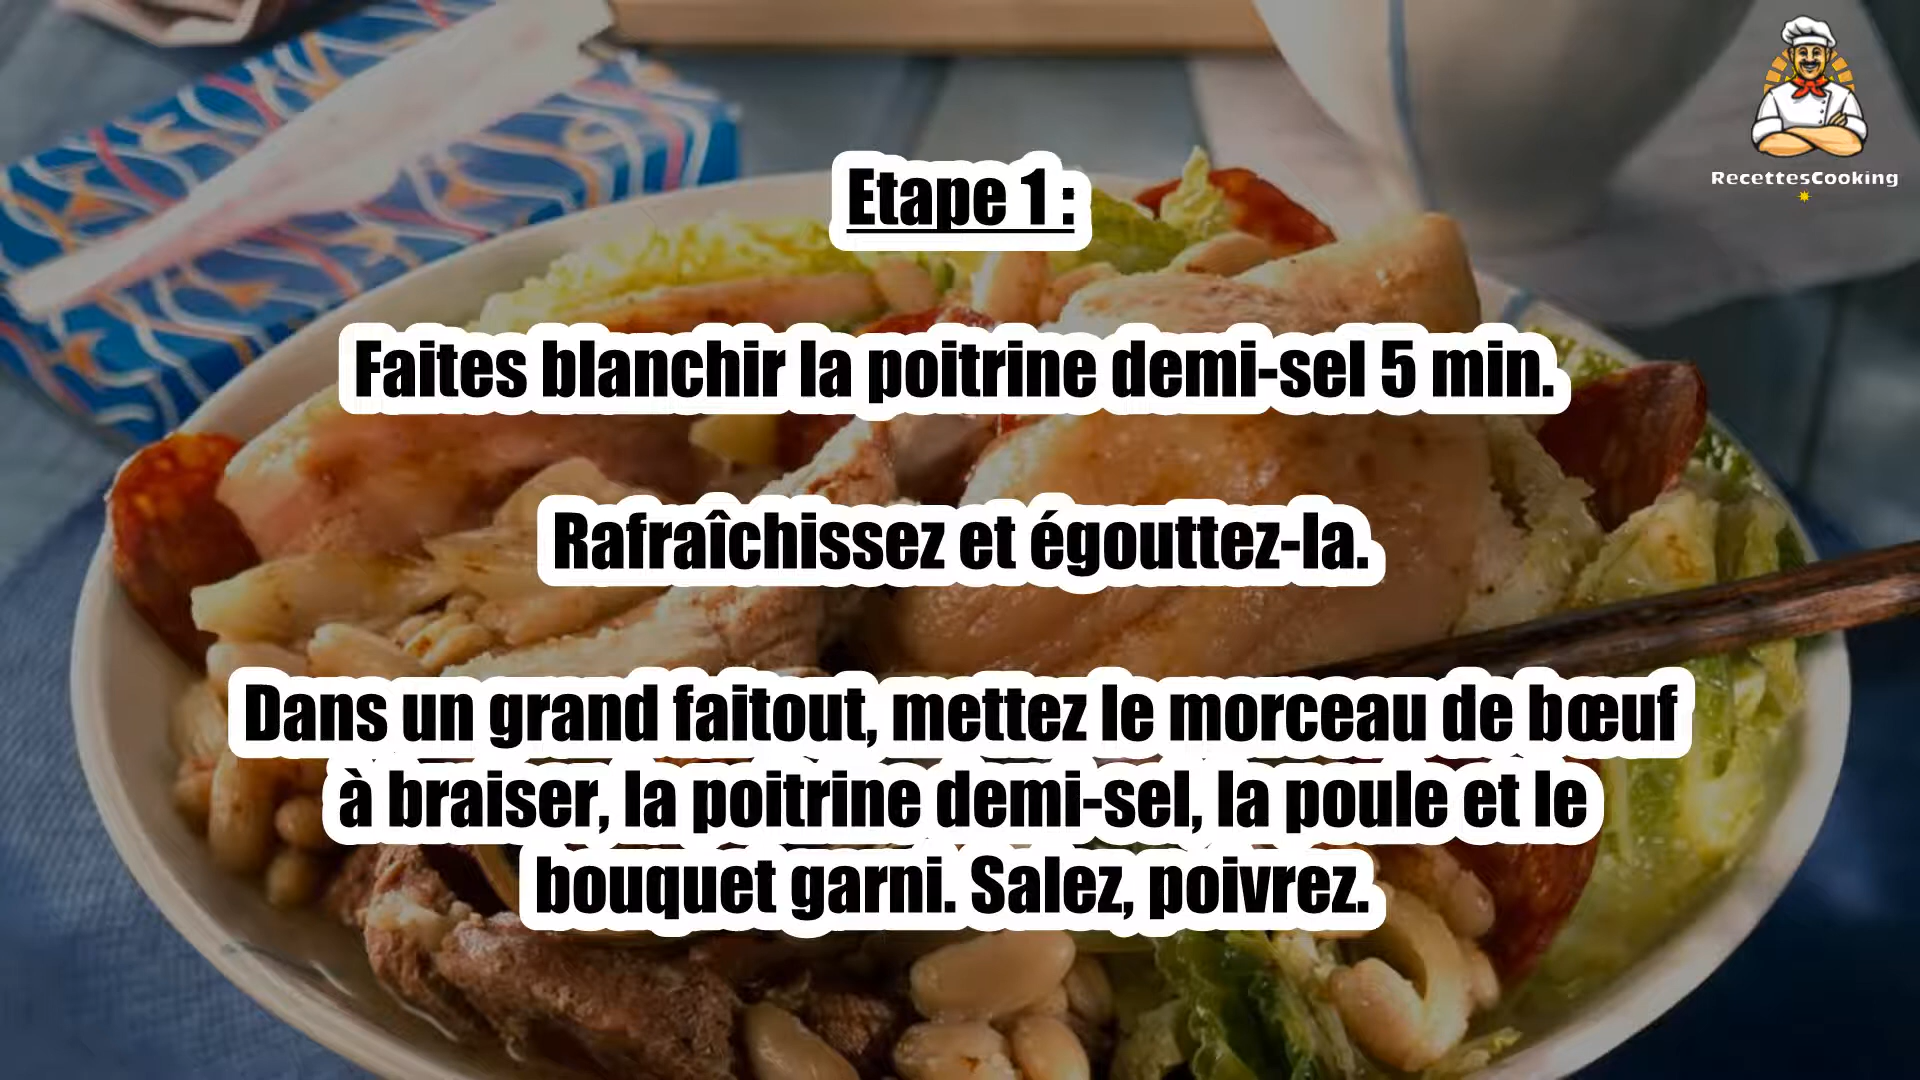 RecettesCooking
Etape 1 :
Faites blanchir la poitrine demi-sel 5 min.
Rafraîchissez et égouttez-la.
Dans un grand faitout, mettez le morceau de bœuf
à braiser, la poitrine demi-sel, la poule et le
bouquet garni. Salez, poivrez.